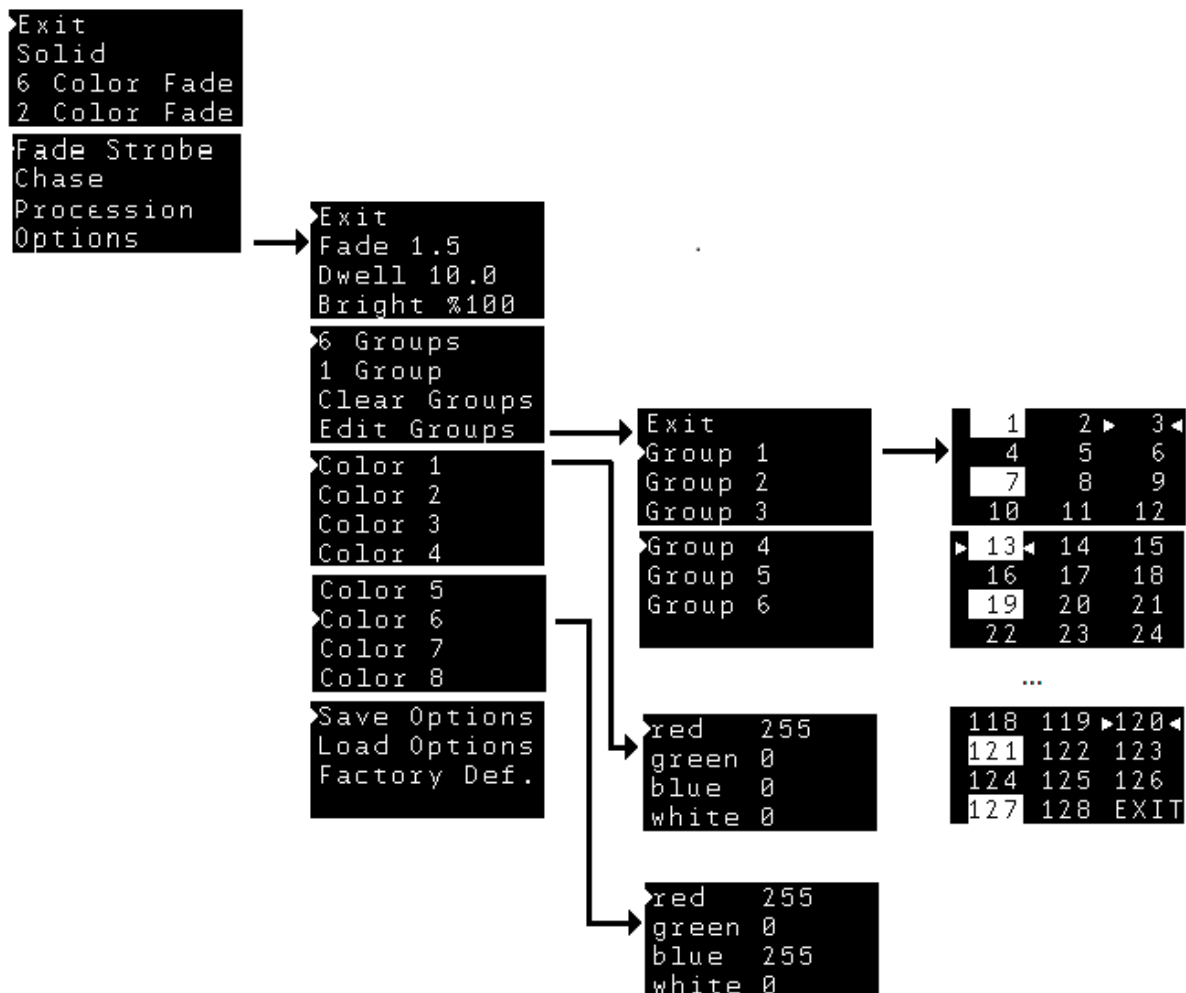 Exit
Solid
6 Color Fade
2 Color Fade
Fade Strobe
Chase
Procession
Options
Exit
Fade 1.5
Dwell 10.0
Bright %100
6 Groups
1 Group
Clear Groups
Edit Groups
Color 1
Color 2
Color 3
Color 4
Color 5
Color 6
Color 7
Color 8
Save Options
Load Options
Factory Def.
Exit
Group 1
Group 2
Group 3
Group 4
Group 5
Group 6
red 255
green 0
blue 0
white 0
red 255
green 0
blue 255
white 0
1 2 3
4 5 6
7 8 9
10 11 12
13 14 15
16 17 18
19 20 21
22 23 24
...
118 119 120
121 122 123
124 125 126
127 128 EXIT